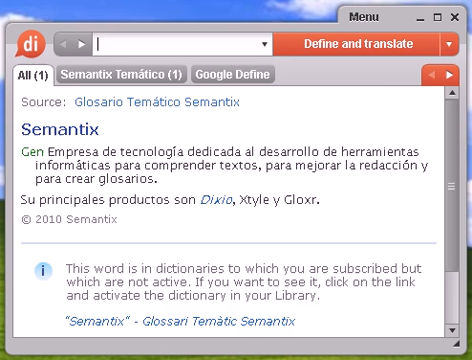 Menu
di
Define and translate
All (1)
Semantix Temático (1)
Google Define
Source: Glosario Temático Semantix
Semantix
Gen Empresa de tecnología dedicada al desarrollo de herramientas
informáticas para comprender textos, para mejorar la redacción y
para crear glosarios.
Su principales productos son Dixio, Xtyle y Gloxr.
© 2010 Semantix
i
This word is in dictionaries to which you are subscribed but
which are not active. If you want to see it, click on the link
and activate the dictionary in your Library.
"Semantix" - Glossari Temàtic Semantix